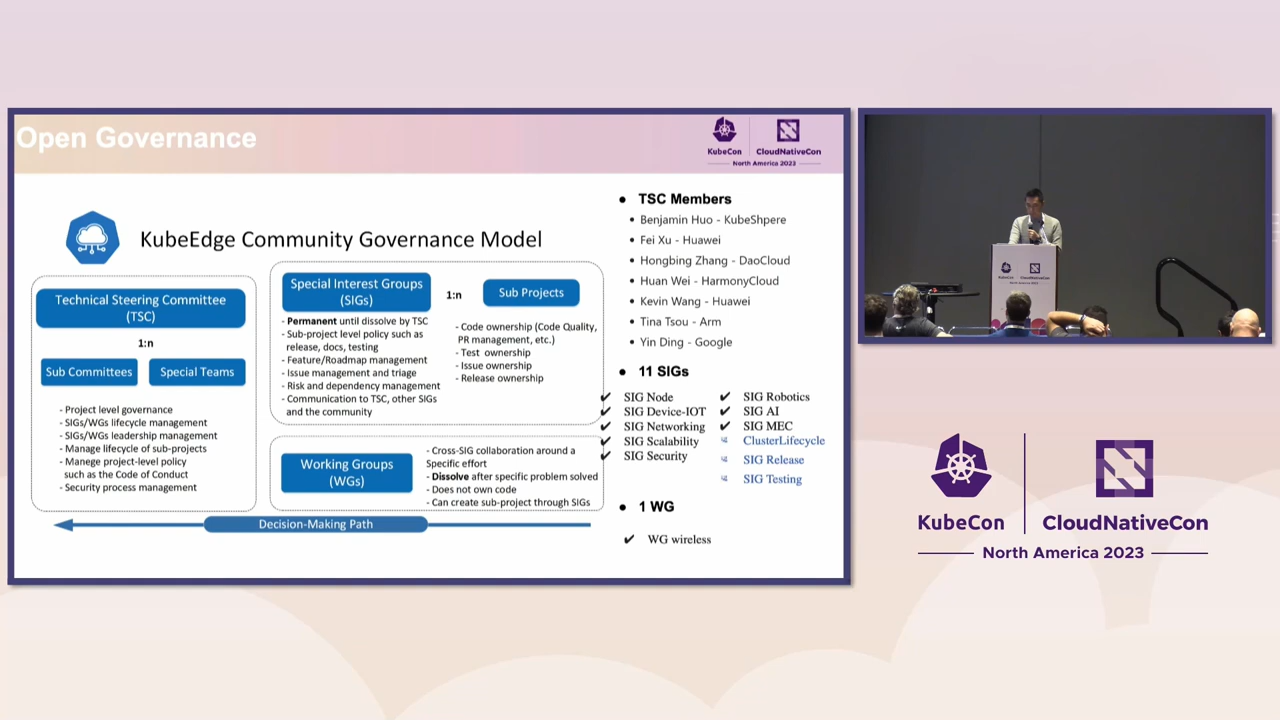 Open Governance
KubeCon
CloudNativeCon
North America 2023
KubeEdge Community Governance Model
Technical Steering Committee
(TSC)
1:n
Sub Committees
Special Teams
- Project level governance
- SIGs/WGs lifecycle management
- SIGs/WGs leadership management
- Manage lifecycle of sub-projects
- Manege project-level policy
such as the Code of Conduct
- Security process management
Special Interest Groups
(SIGs)
1:n
Sub Projects
- Permanent until dissolve by TSC
- Sub-project level policy such as
release, docs, testing
- Feature/Roadmap management
- Issue management and triage
- Risk and dependency management
- Communication to TSC, other SIGs
and the community
- Code ownership (Code Quality,
PR management, etc.)
- Test ownership
- Issue ownership
- Release ownership
Working Groups
(WGs)
- Cross-SIG collaboration around a
Specific effort
- Dissolve after specific problem solved
- Does not own code
- Can create sub-project through SIGs
Decision-Making Path
● TSC Members
• Benjamin Huo - KubeShpere
• Fei Xu - Huawei
• Hongbing Zhang - DaoCloud
• Huan Wei - HarmonyCloud
• Kevin Wang - Huawei
• Tina Tsou - Arm
• Yin Ding - Google
● 11 SIGs
✔ SIG Node
✔ SIG Device-IOT
✔ SIG Networking
✔ SIG Scalability
✔ SIG Security
✔ SIG Robotics
✔ SIG AI
✔ SIG MEC
ClusterLifecycle
SIG Release
SIG Testing
● 1 WG
✔ WG wireless
KubeCon
CloudNativeCon
North America 2023